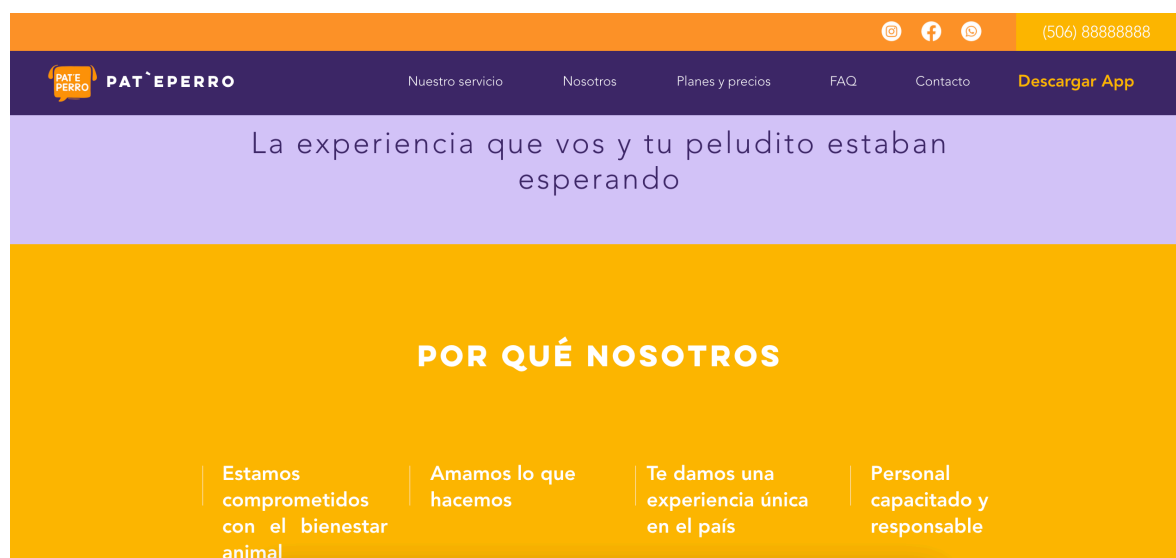 (506) 88888888
PAT'E
PERRO
PAT`EPERRO
Nuestro servicio
Nosotros
Planes y precios
FAQ
Contacto
Descargar App
La experiencia que vos y tu peludito estaban
esperando
POR QUÉ NOSOTROS
Estamos
comprometidos
con el bienestar
animal
Amamos lo que
hacemos
Te damos una
experiencia única
en el país
Personal
capacitado y
responsable